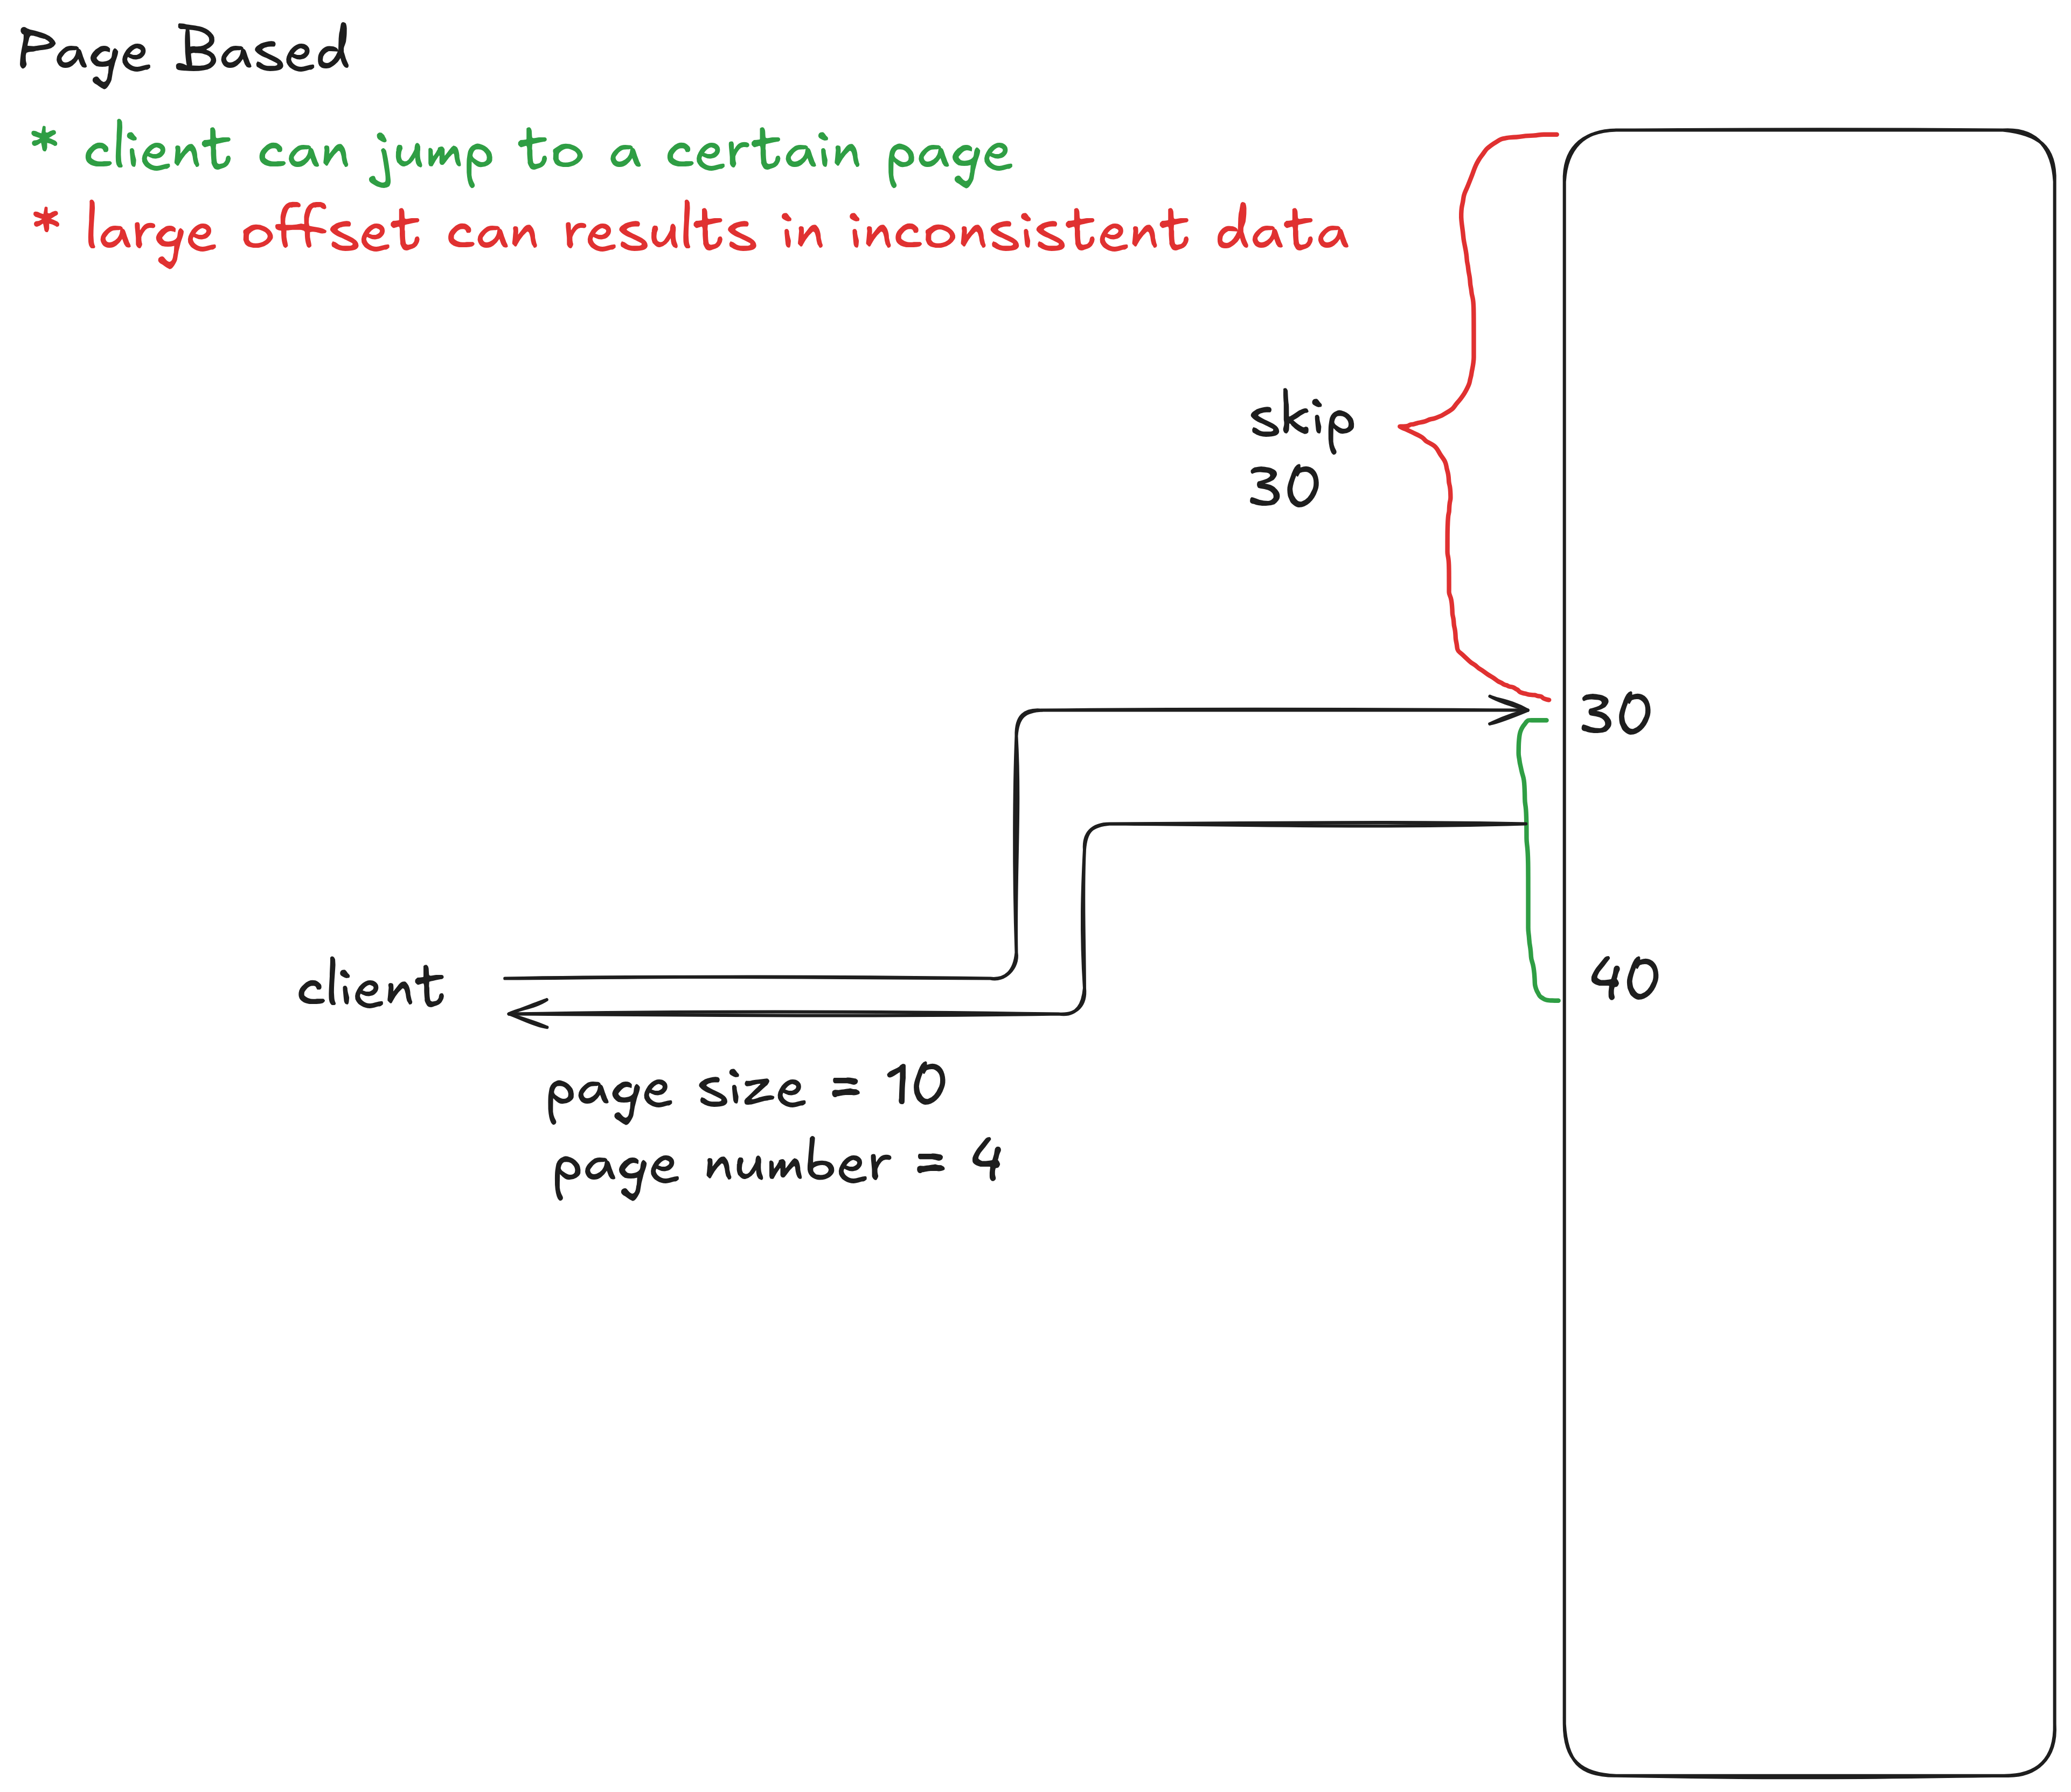 Page Based
* client can jump to a certain page
* large offset can results in inconsistent data
skip
30
30
40
client
page size = 10
page number = 4